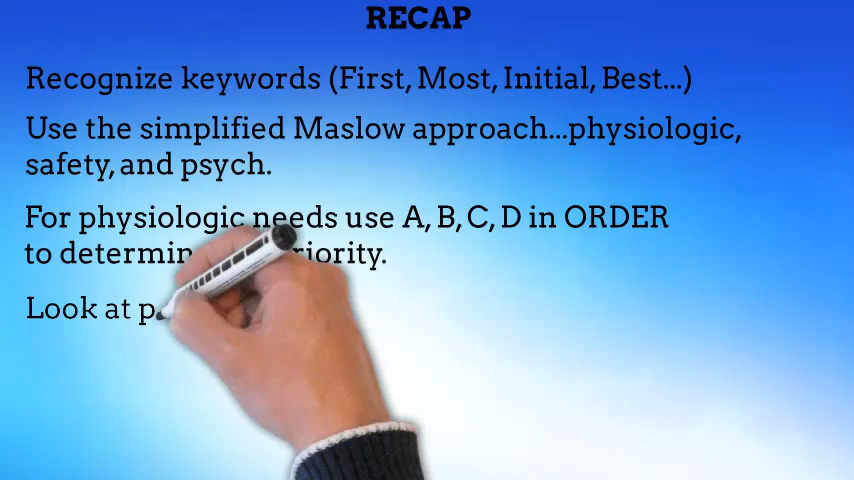 RECAP
Recognize keywords (First, Most, Initial, Best...)
Use the simplified Maslow approach...physiologic,
safety, and psych.
For physiologic needs use A, B, C, D in ORDER
to determin riority.
Look at p